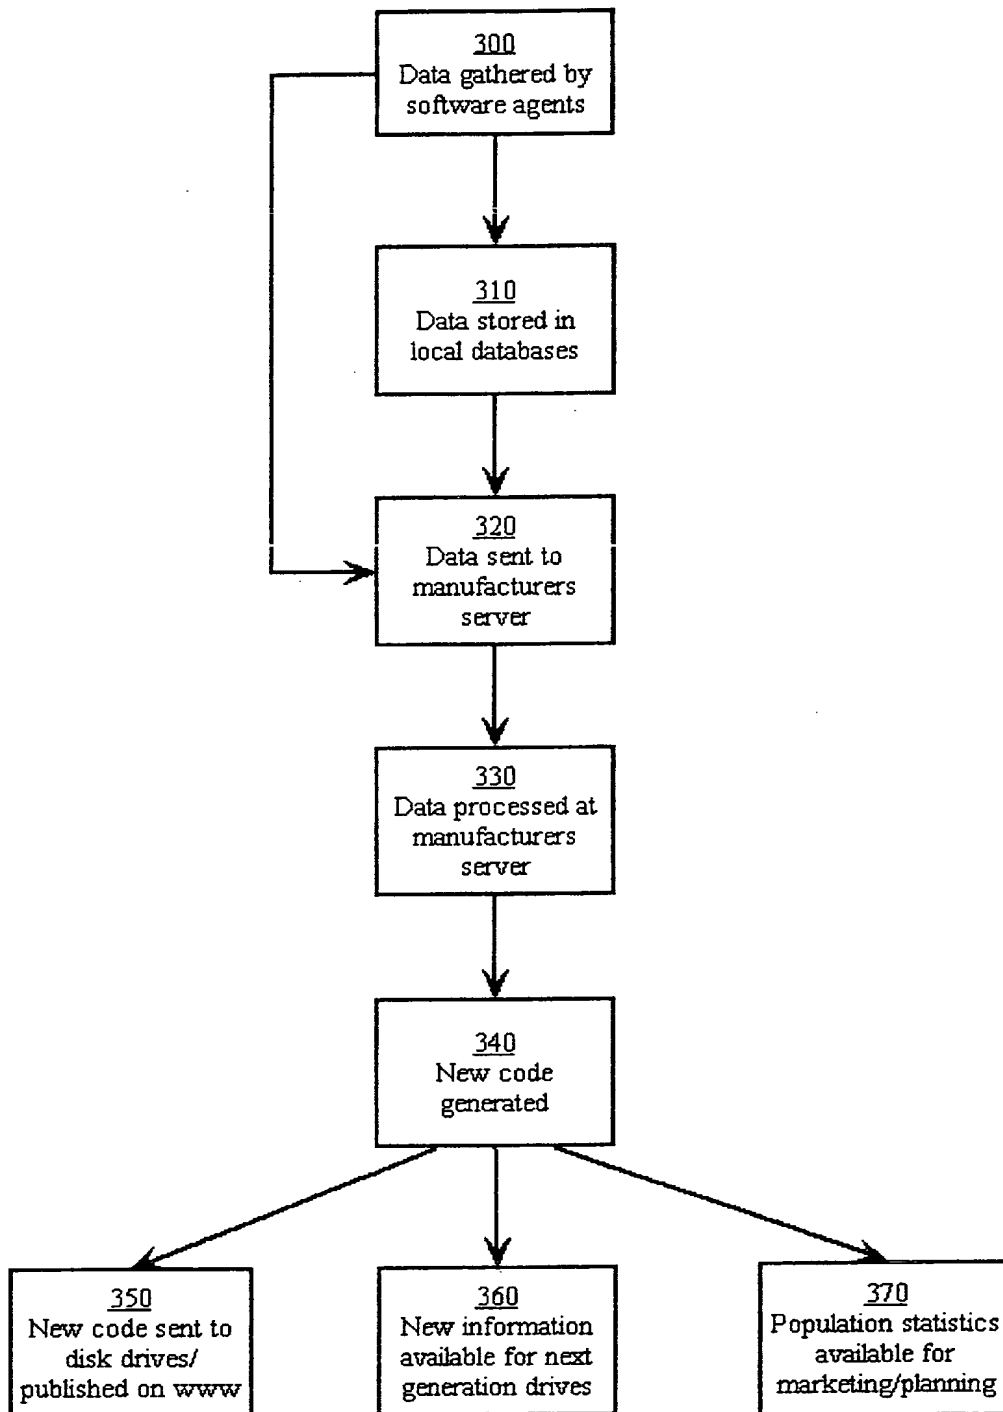 300
Data gathered by
software agents
310
Data stored in
local databases
320
Data sent to
manufacturers
server
330
Data processed at
manufacturers
server
340
New code
generated
350
New code sent to
disk drives/
published on www
360
New information
available for next
generation drives
370
Population statistics
available for
marketing/planning